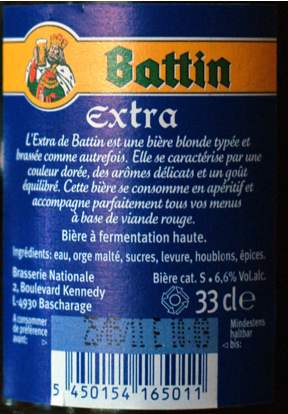 Battin
Extra
L'Extra de Battin est une bière blonde typée et
brassée comme autrefois. Elle se caractérise par une
couleur dorée, des arômes délicats et un goût
équilibré. Cette bière se consomme en apéritif et
accompagne parfaitement tous vos menus
à base de viande rouge.
Bière à fermentation haute.
Ingrédients: eau, orge malté, sucres, levure, houblons, épices.
Brasserie Nationale
2, Boulevard Kennedy
L-4930 Bascharage
Bière cat. S • 6,6% Vol.alc.
33 cl e
A consommer
de préférence
avant: ▷
Mindestens
haltbar
◁ bis:
5 450154 165011